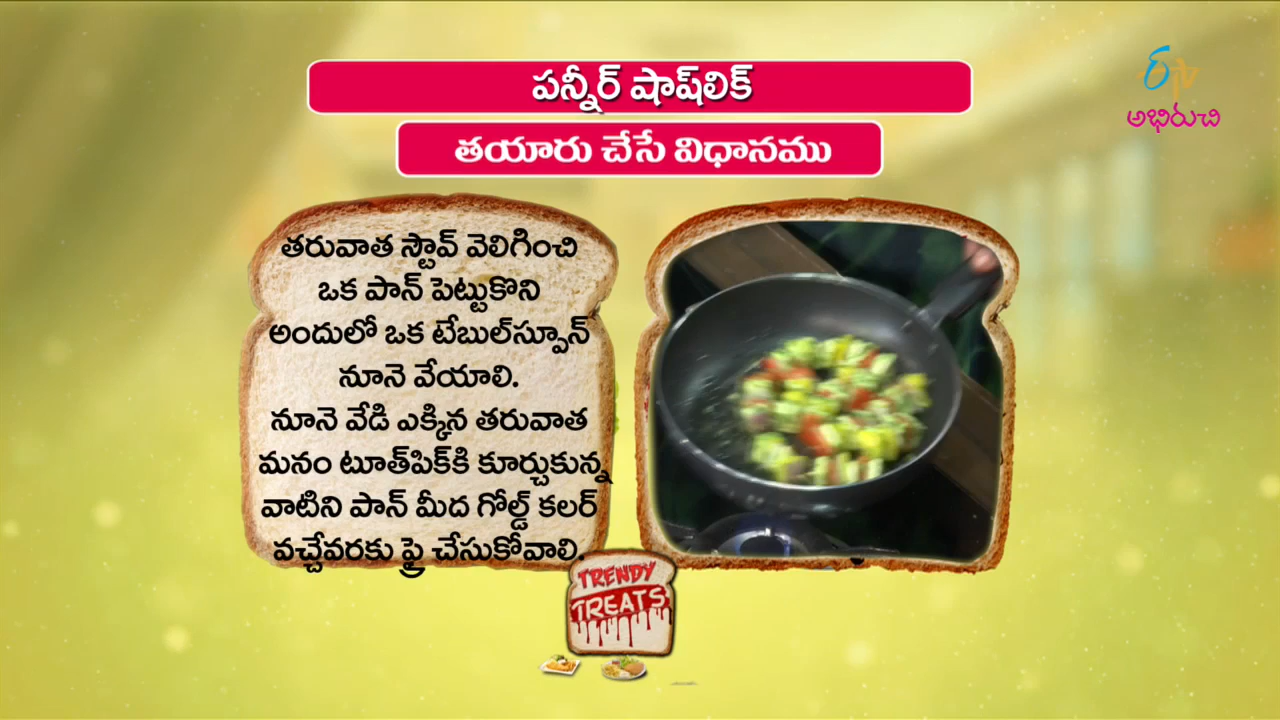 పన్నీర్ షాష్‌లిక్
తయారు చేసే విధానము
తరువాత స్టౌవ్ వెలిగించి
ఒక పాన్ పెట్టుకొని
అందులో ఒక టేబుల్‌స్పూన్
నూనె వేయాలి.
నూనె వేడి ఎక్కిన తరువాత
మనం టూత్‌పిక్‌కి కూర్చుకున్న
వాటిని పాన్ మీద గోల్డ్ కలర్
వచ్చేవరకు ఫ్రై చేసుకోవాలి.
TRENDY
TREATS
అభిరుచి